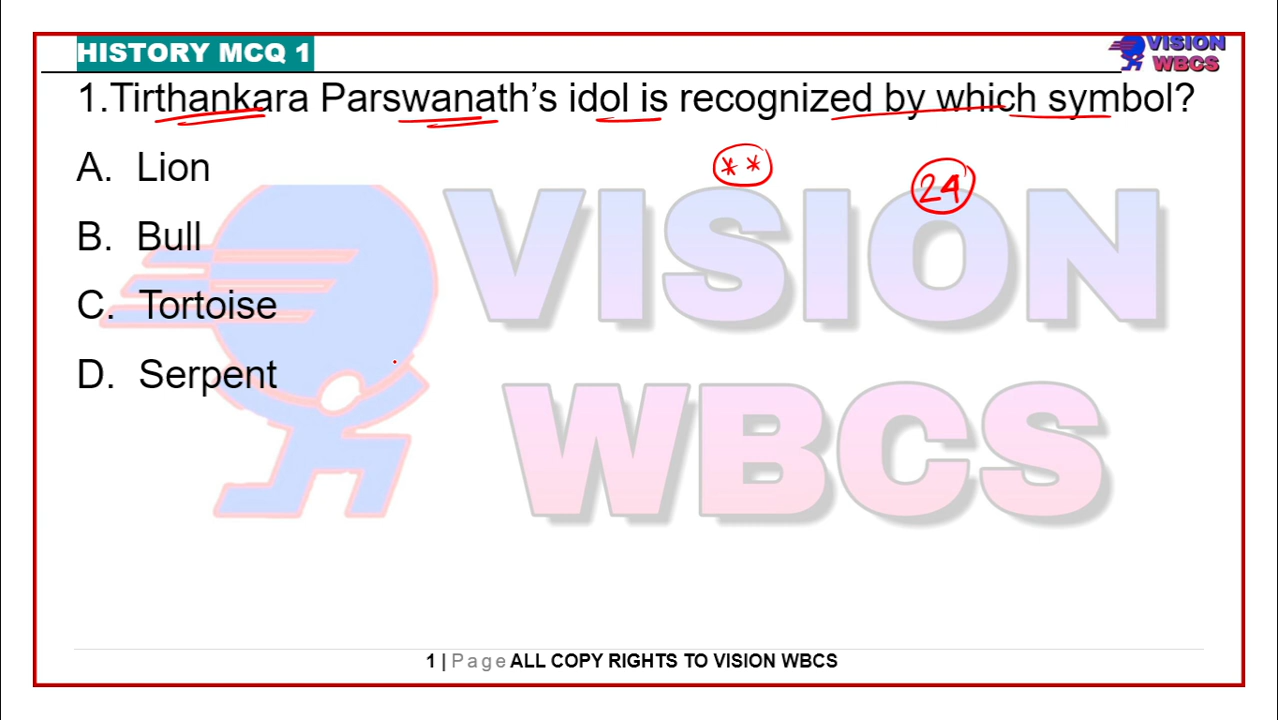 HISTORY MCQ 1
VISION
WBCS
1.Tirthankara Parswanath’s idol is recognized by which symbol?
**
24
A. Lion
B. Bull
C. Tortoise
D. Serpent
VISION
WBCS
1 | Page ALL COPY RIGHTS TO VISION WBCS